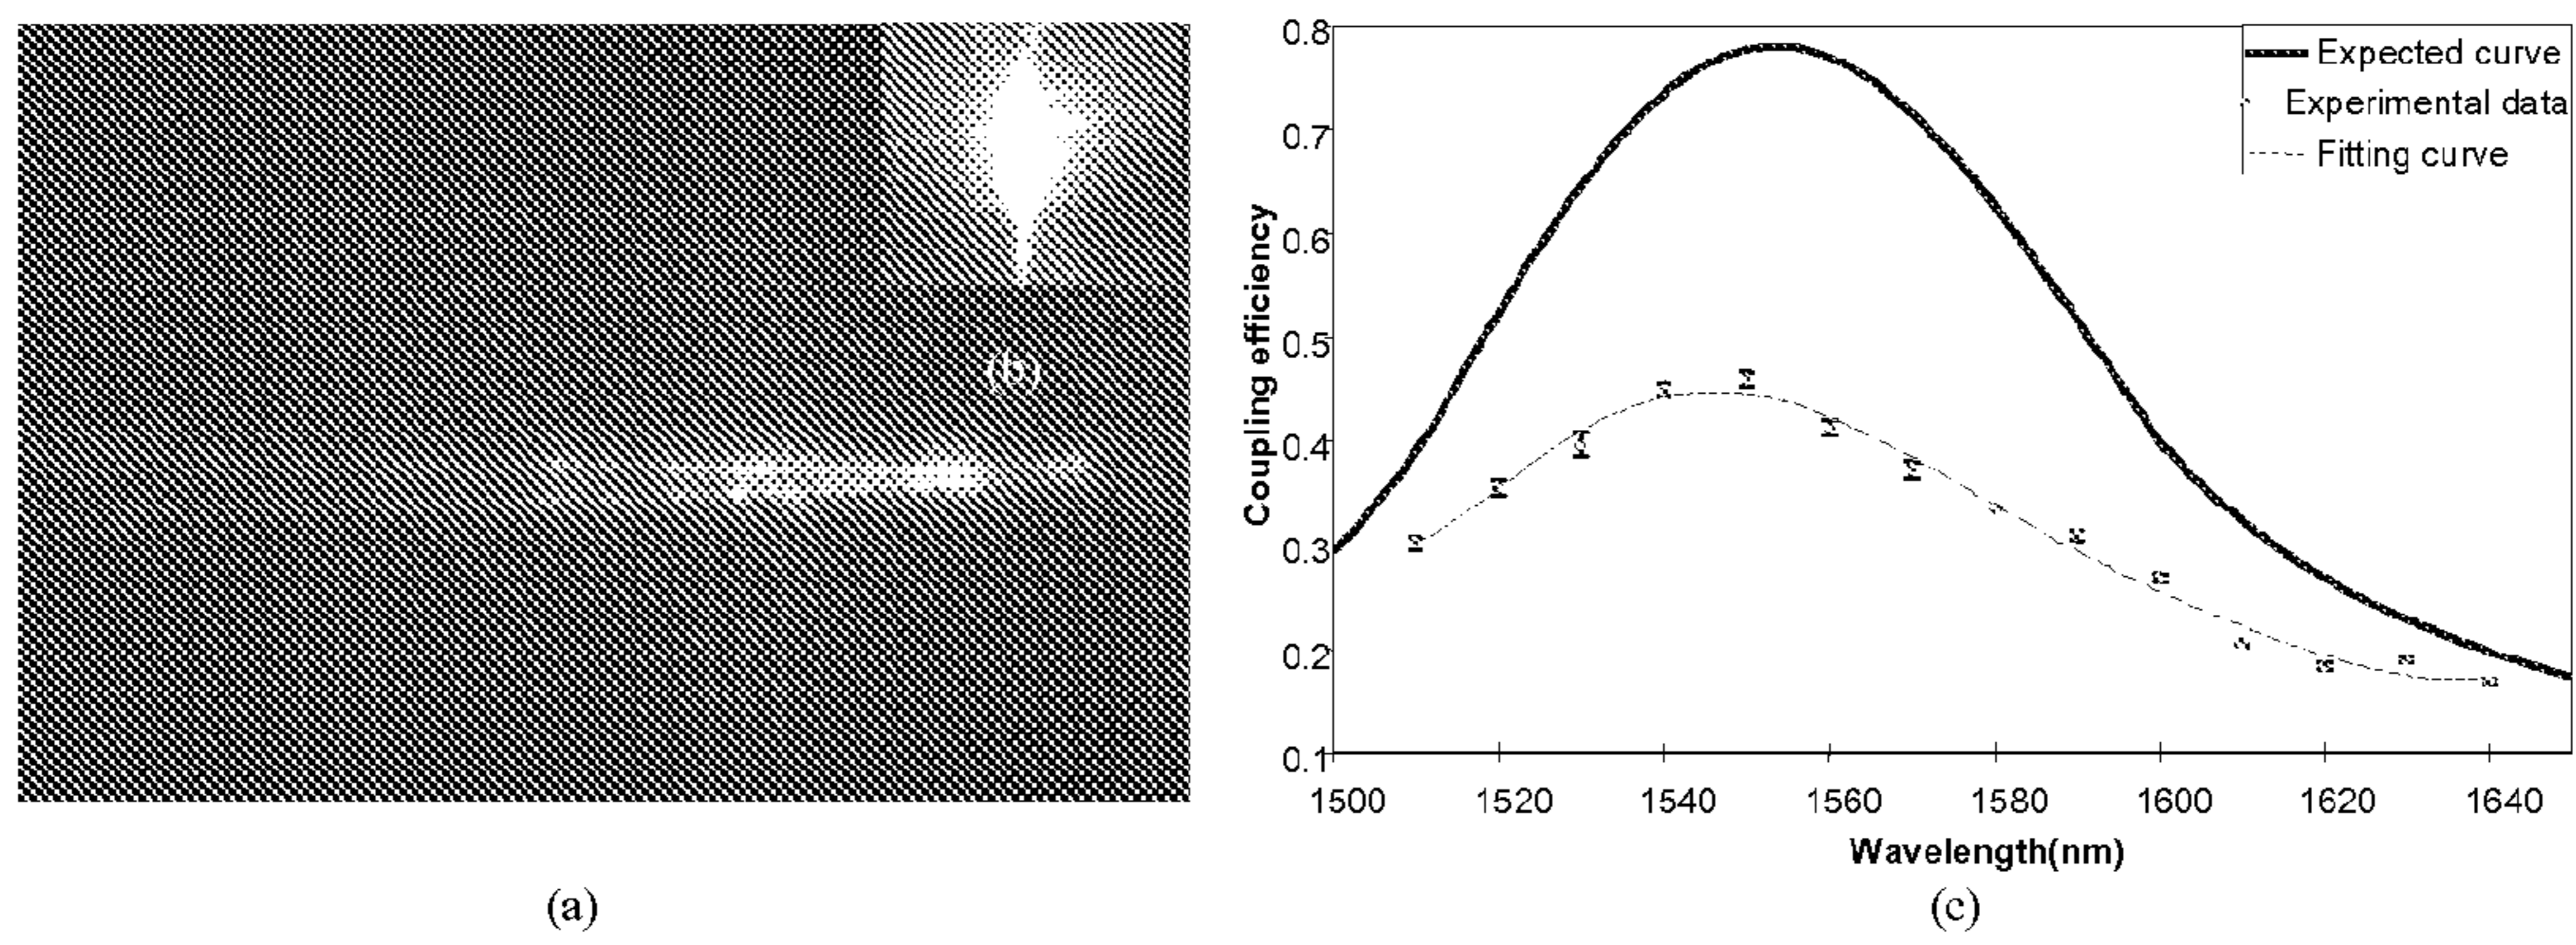 (b)
(a)
0.8
0.7
0.6
0.5
0.4
0.3
0.2
0.1
Coupling efficiency
Expected curve
Experimental data
Fitting curve
1500 1520 1540 1560 1580 1600 1620 1640
Wavelength(nm)
(c)